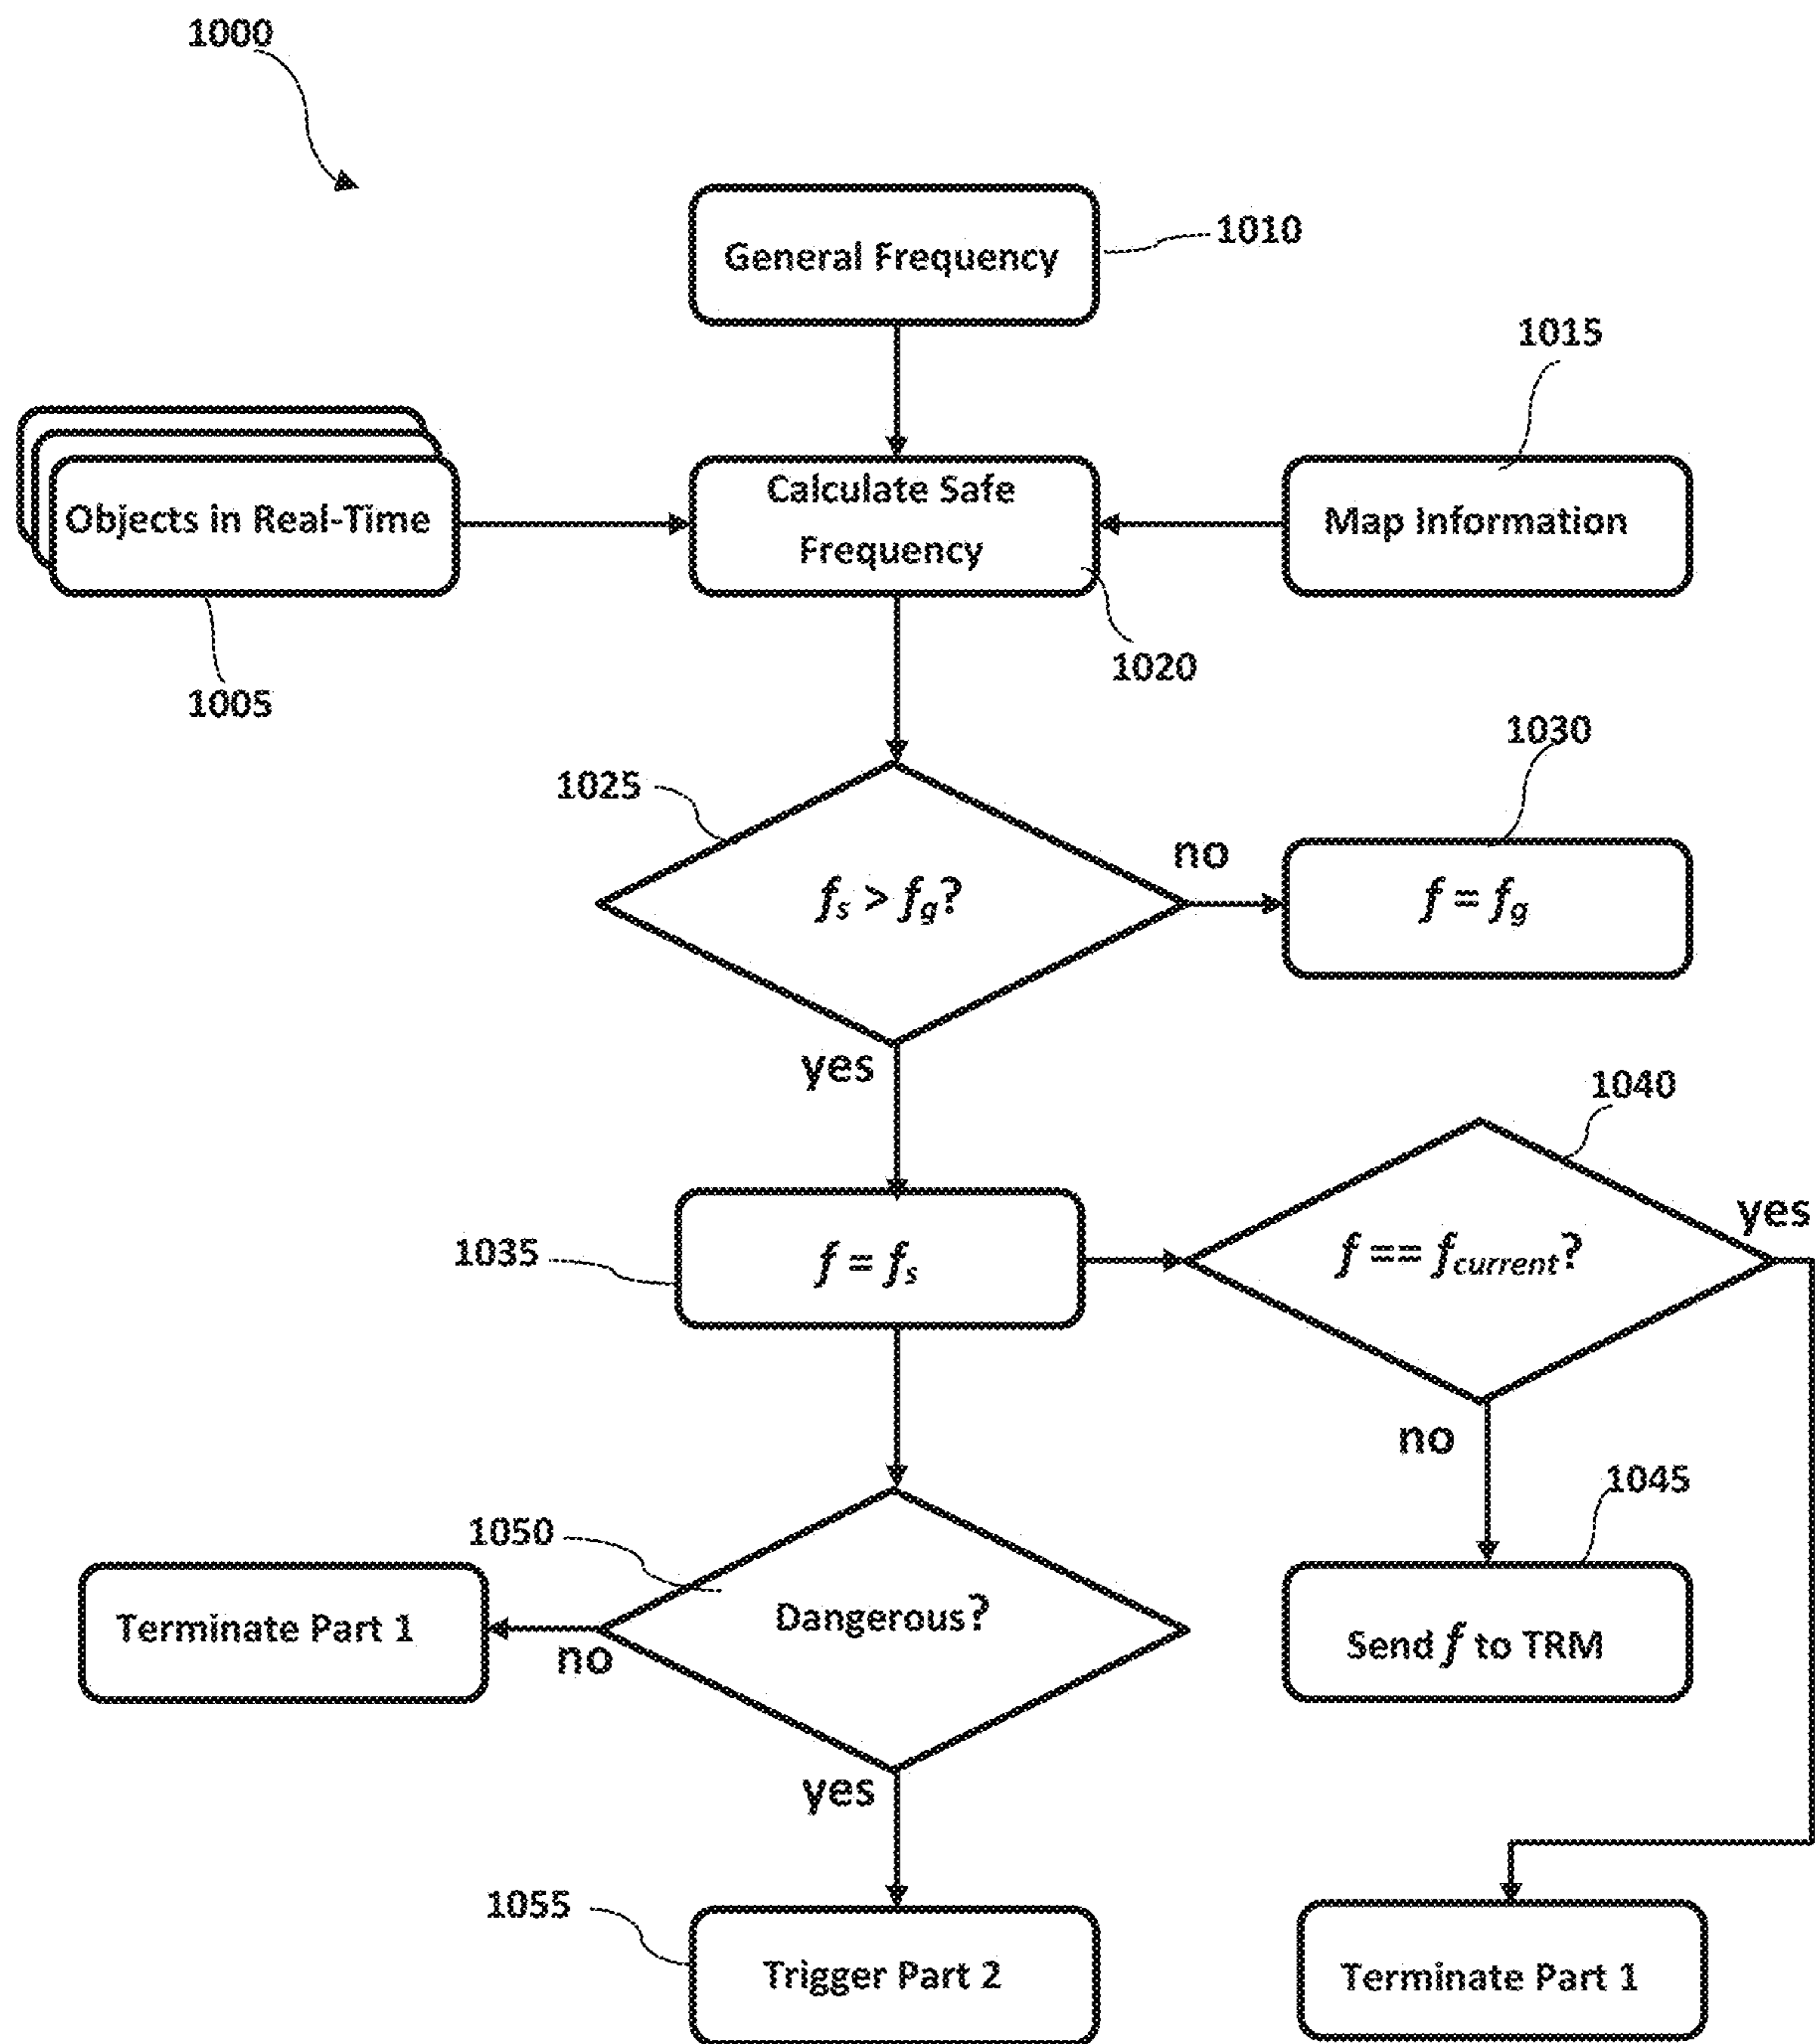 1000
General Frequency
1010
1015
Objects in Real-Time
Calculate Safe
Frequency
Map Information
1005
1020
1025
1030
fs > fg?
no
f = fg
yes
1040
1035
f = fs
f == fcurrent?
yes
no
1045
1050
Terminate Part 1
no
Dangerous?
Send f to TRM
yes
1055
Trigger Part 2
Terminate Part 1